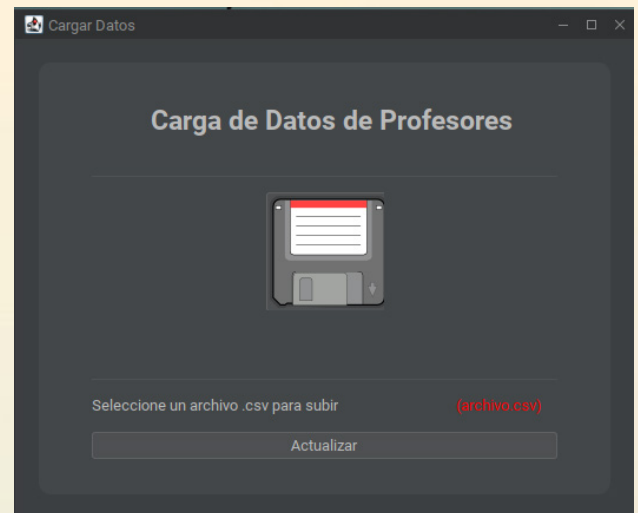 Cargar Datos
Carga de Datos de Profesores
Seleccione un archivo .csv para subir (archivo.csv)
Actualizar